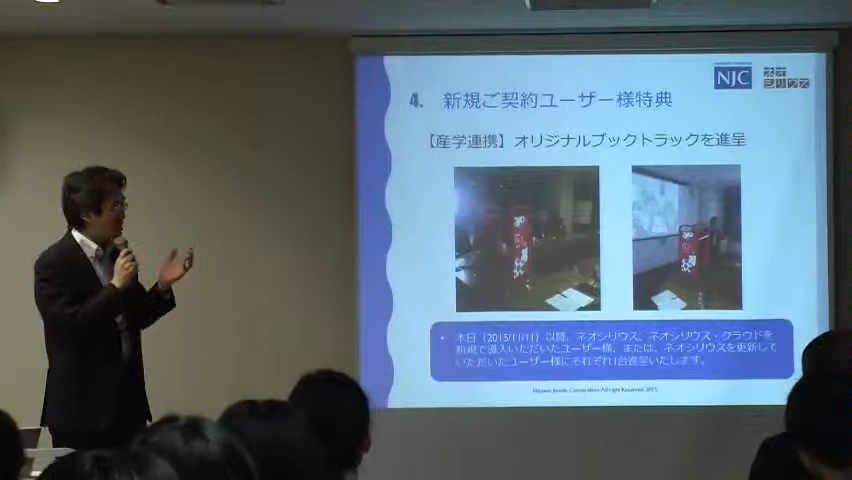 NJC
ネオ
シリウス
4. 新規ご契約ユーザー様特典
【産学連携】オリジナルブックトラックを進呈
• 本日（2015/11/11）以降、ネオシリウス、ネオシリウス・クラウドを
新規で導入いただいたユーザー様、または、ネオシリウスを更新して
いただいたユーザー様にそれぞれ1台進呈いたします。
All right Reserved 2015